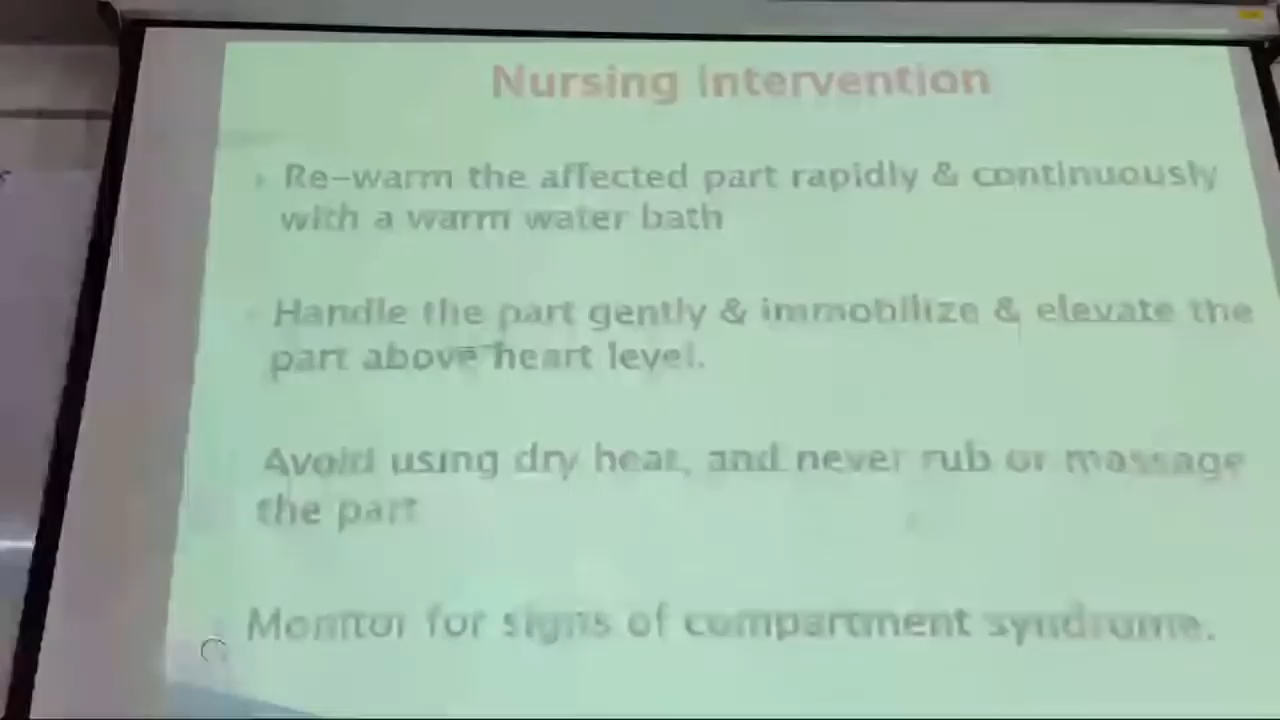 Nursing Intervention
Re-warm the affected part rapidly & continuously
with a warm water bath
Handle the part gently & immobilize & elevate the
part above heart level.
Avoid using dry heat, and never rub or massage
the part
Monitor for signs of compartment syndrome.